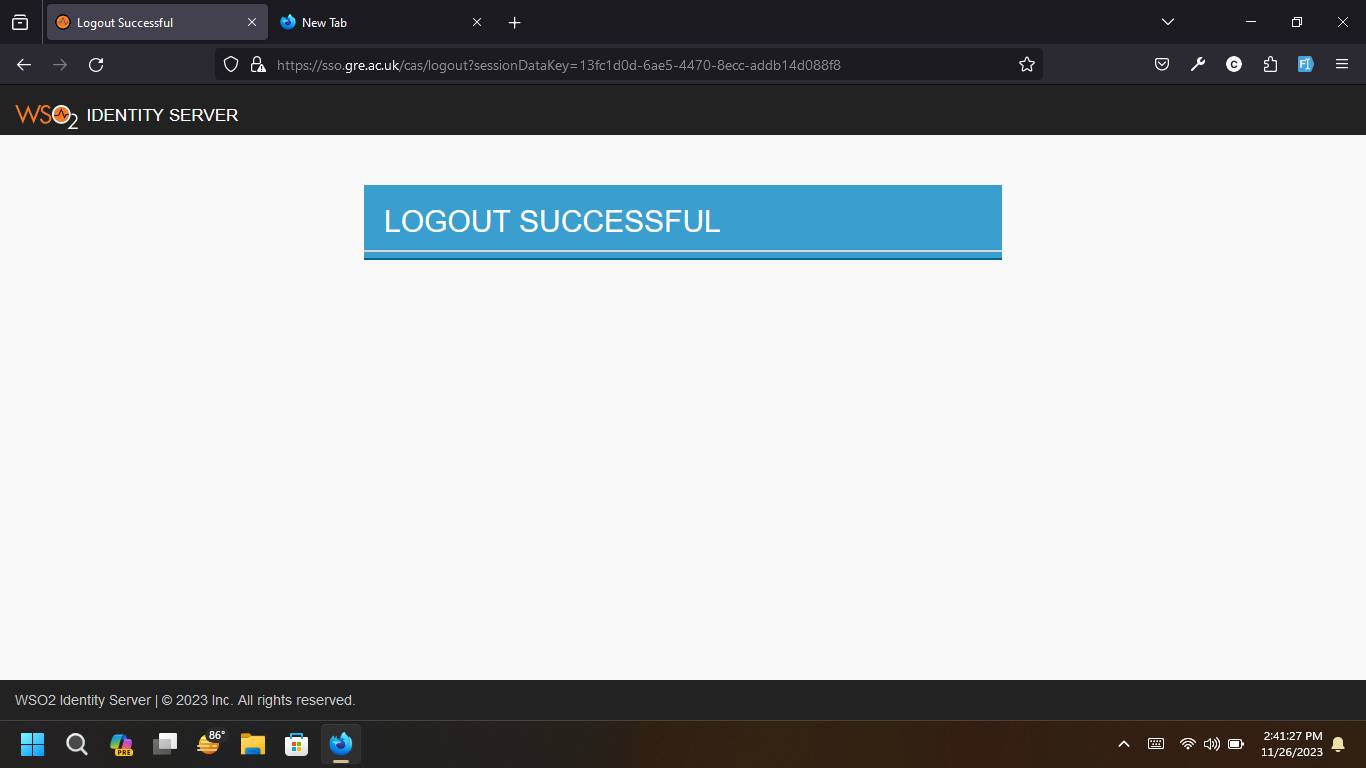 Logout Successful
New Tab
https://sso.gre.ac.uk/cas/logout?sessionDataKey=13fc1d0d-6ae5-4470-8ecc-addb14d088f8
C
FI
WSO2 IDENTITY SERVER
LOGOUT SUCCESSFUL
WSO2 Identity Server | © 2023 Inc. All rights reserved.
PRE
86°
2:41:27 PM
11/26/2023